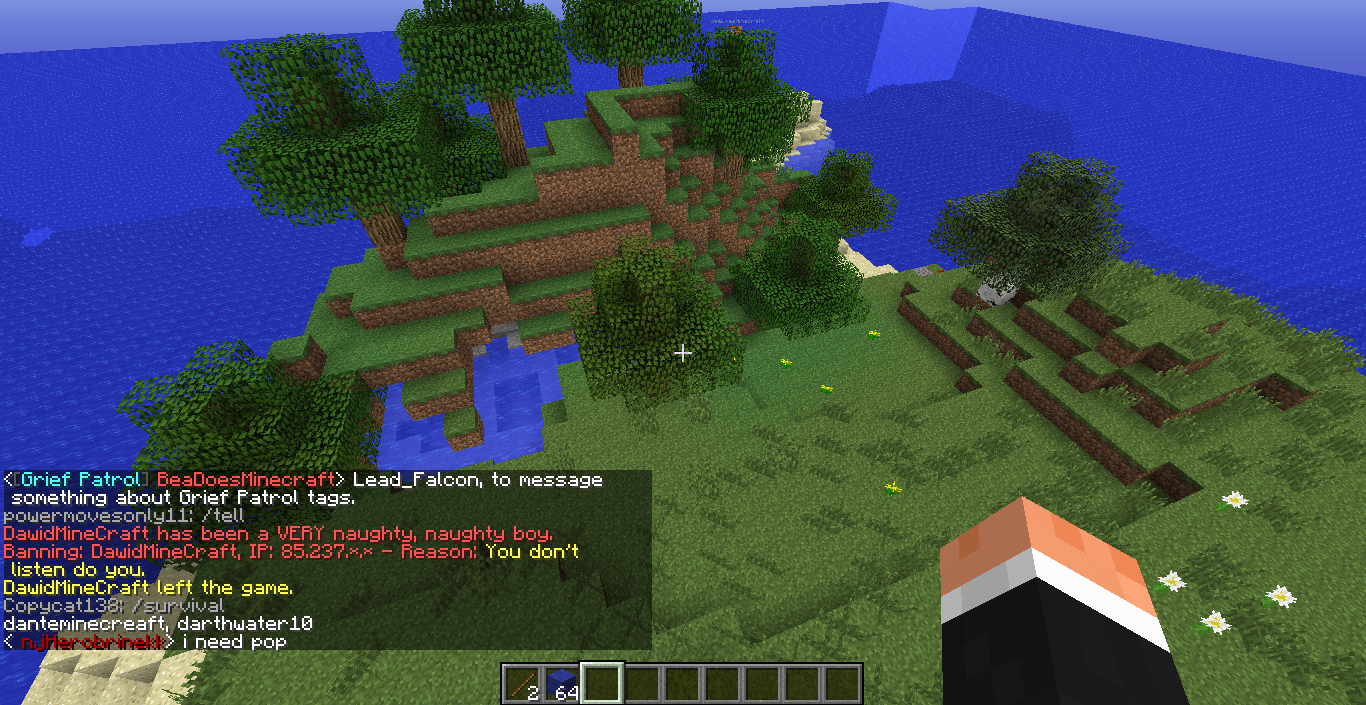 BeaDoesMinecraft
<[Grief Patrol] BeaDoesMinecraft> Lead_Falcon, to message
something about Grief Patrol tags.
powermovesonly11: /tell
DawidMineCraft has been a VERY naughty, naughty boy.
Banning: DawidMineCraft, IP: 85.237.×.× - Reason: You don't
listen do you.
DawidMineCraft left the game.
Copycat138: /survival
danteminecreaft, darthwater10
< njHerobrinekk> i need pop
2
64